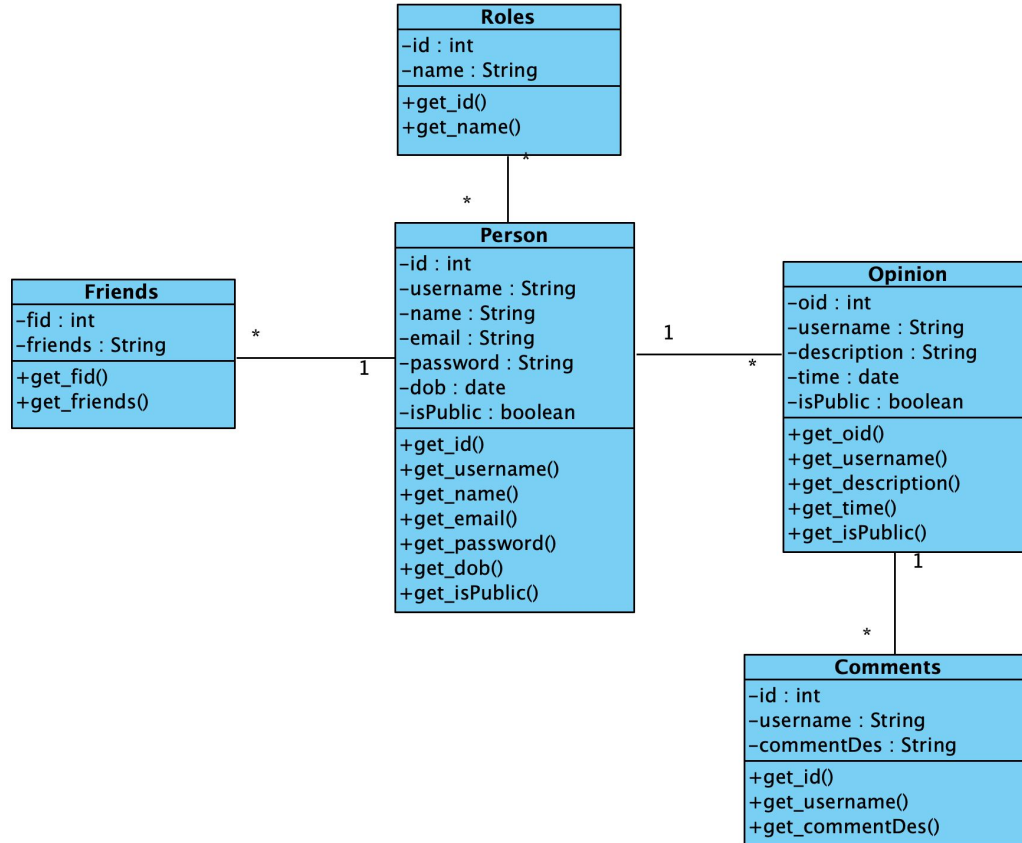 Roles
-id : int
-name : String
+get_id()
+get_name()
*
*
Person
-id : int
-username : String
-name : String
-email : String
-password : String
-dob : date
-isPublic : boolean
+get_id()
+get_username()
+get_name()
+get_email()
+get_password()
+get_dob()
+get_isPublic()
Friends
-fid : int
-friends : String
+get_fid()
+get_friends()
*
1
1
*
Opinion
-oid : int
-username : String
-description : String
-time : date
-isPublic : boolean
+get_oid()
+get_username()
+get_description()
+get_time()
+get_isPublic()
1
*
Comments
-id : int
-username : String
-commentDes : String
+get_id()
+get_username()
+get_commentDes()